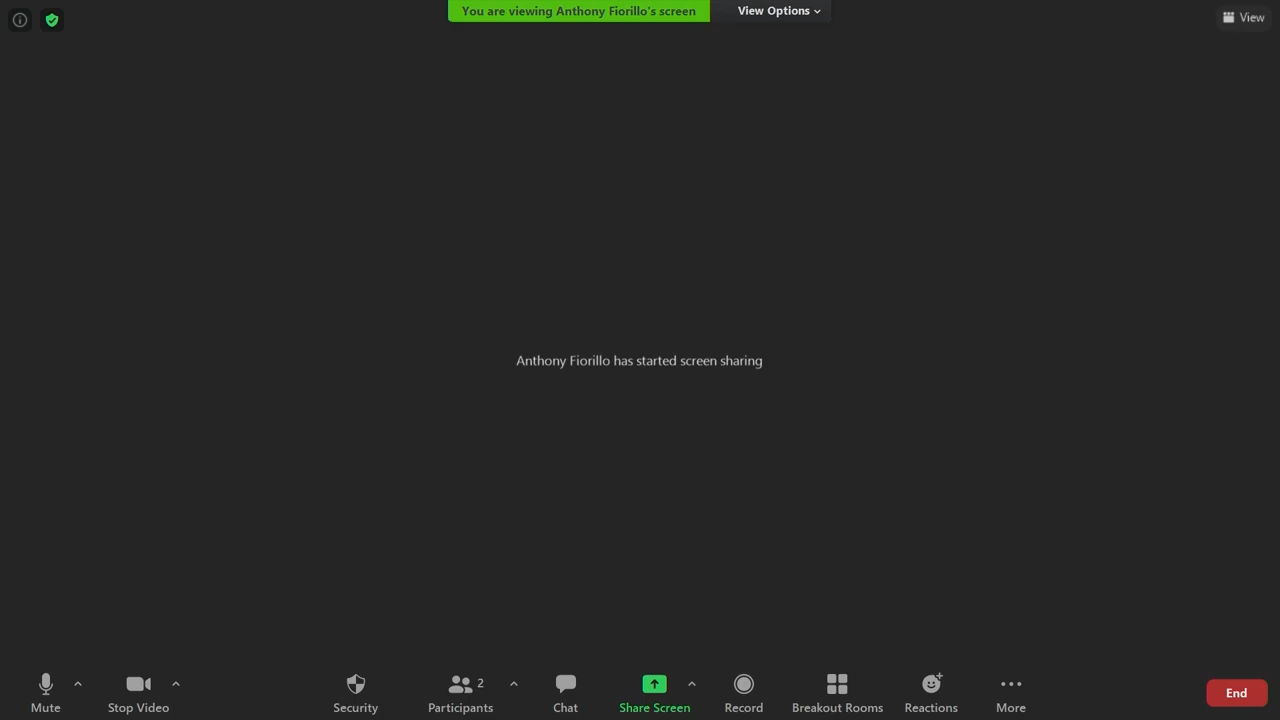 You are viewing Anthony Fiorillo's screen
View Options
View
Anthony Fiorillo has started screen sharing
Mute
Stop Video
Security
2
Participants
Chat
Share Screen
Record
Breakout Rooms
Reactions
More
End